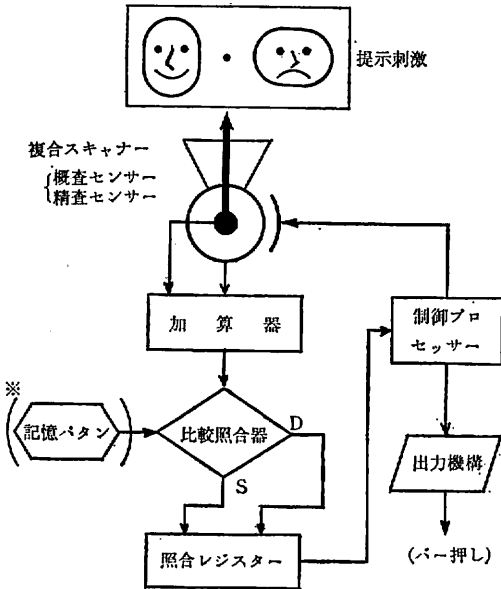 提示刺激
複合スキャナー
概査センサー
精査センサー
加算器
制御プロ
セッサー
※
記憶パタン
比較照合器
D
S
出力機構
照合レジスター
(バー押し)